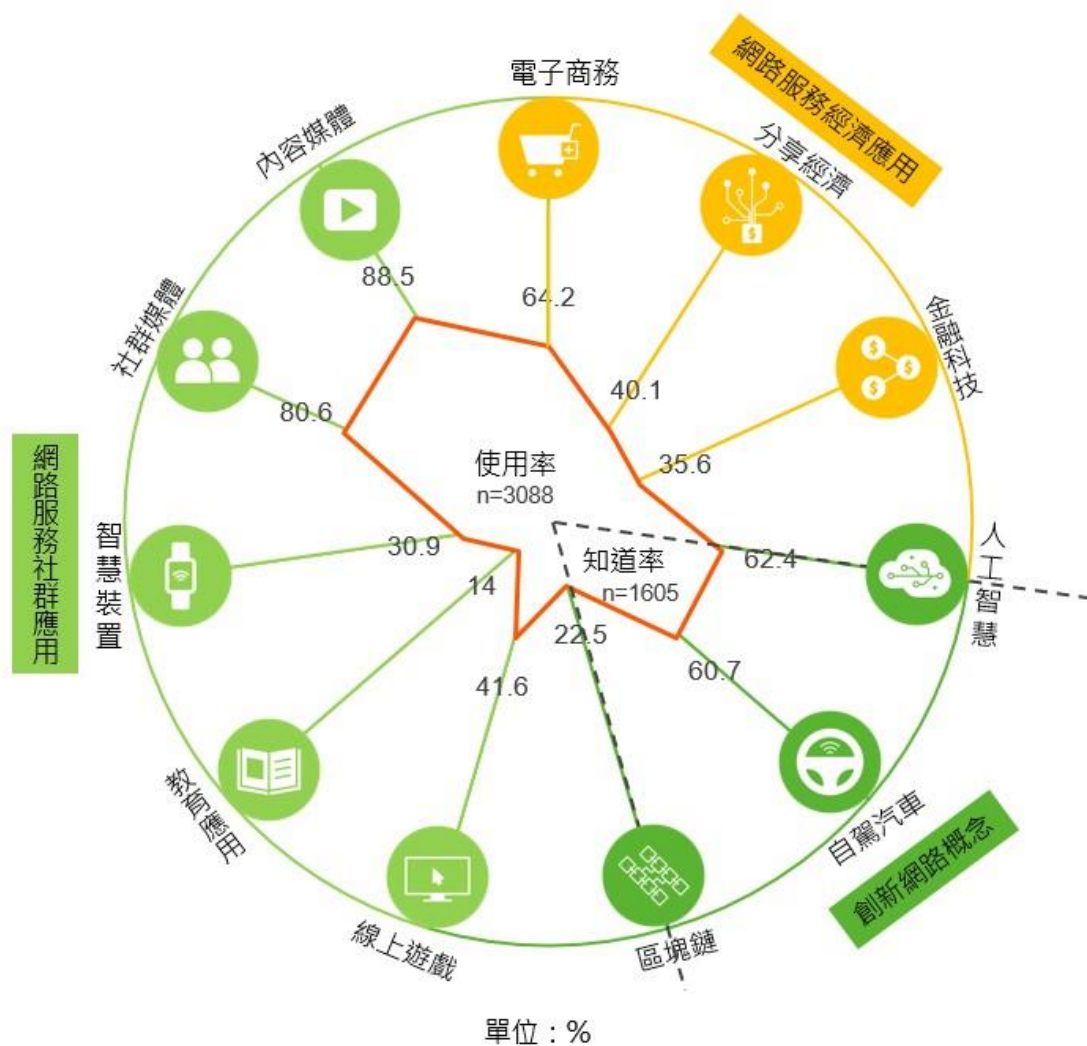 電子商務
64.2
分享經濟
40.1
金融科技
35.6
網路服務經濟應用
人工智慧
62.4
自駕汽車
60.7
區塊鏈
22.5
創新網路概念
線上遊戲
41.6
教育應用
14
智慧裝置
30.9
社群媒體
80.6
內容媒體
88.5
網路服務社群應用
使用率
n=3088
知道率
n=1605
單位：%